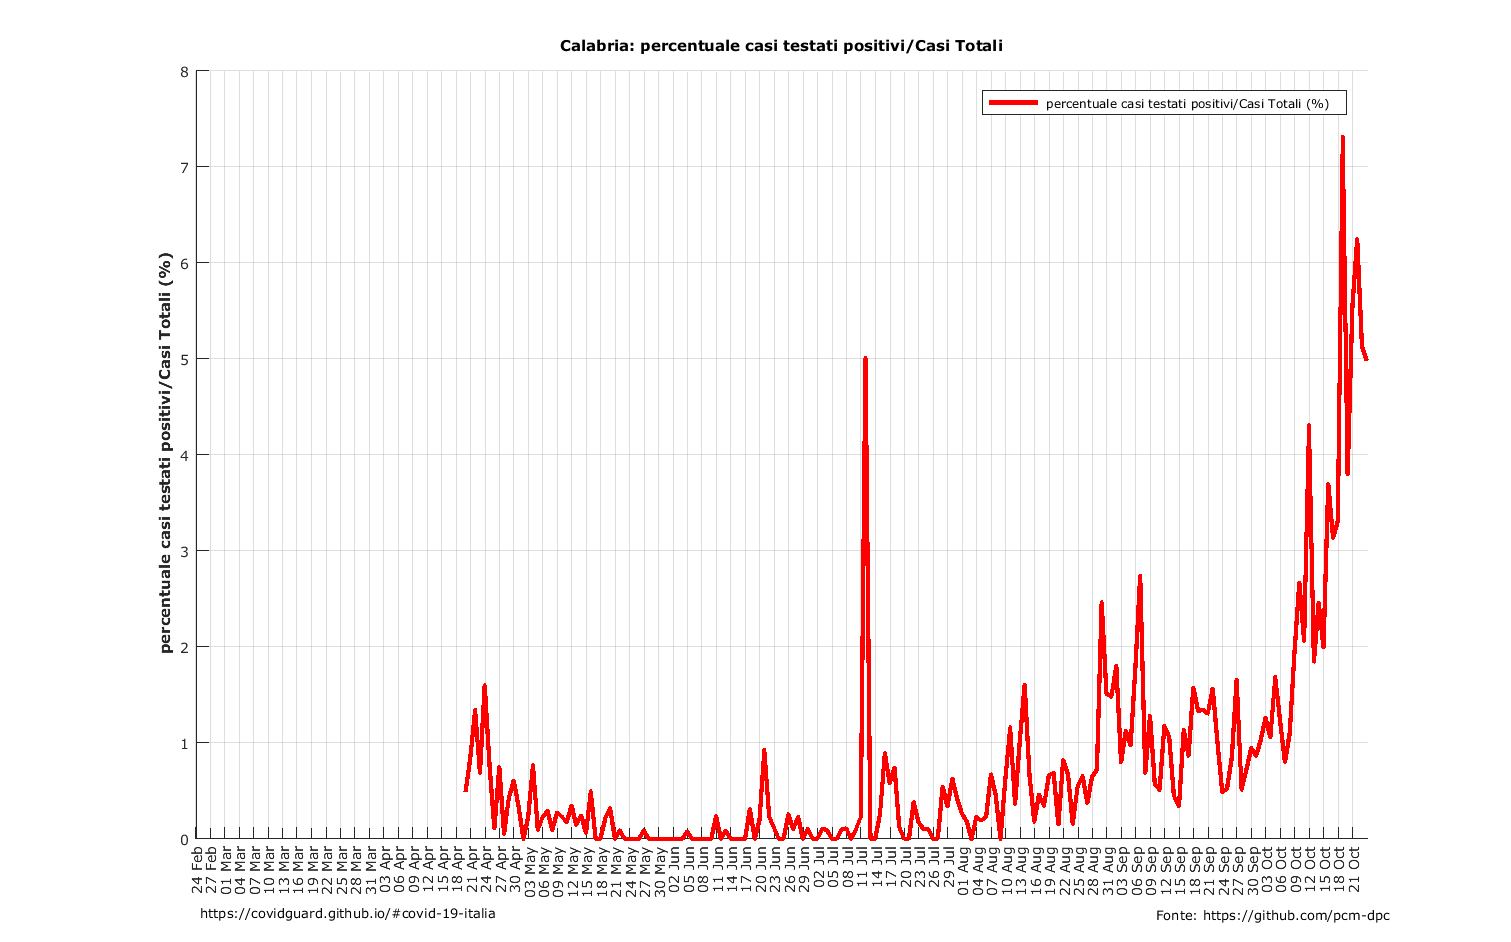 Calabria: percentuale casi testati positivi/Casi Totali
percentuale casi testati positivi/Casi Totali (%)
percentuale casi testati positivi/Casi Totali (%)
8
7
6
5
4
3
2
1
0
24 Feb
27 Feb
01 Mar
04 Mar
07 Mar
10 Mar
13 Mar
16 Mar
19 Mar
22 Mar
25 Mar
28 Mar
31 Mar
03 Apr
06 Apr
09 Apr
12 Apr
15 Apr
18 Apr
21 Apr
24 Apr
27 Apr
30 Apr
03 May
06 May
09 May
12 May
15 May
18 May
21 May
24 May
27 May
30 May
02 Jun
05 Jun
08 Jun
11 Jun
14 Jun
17 Jun
20 Jun
23 Jun
26 Jun
29 Jun
02 Jul
05 Jul
08 Jul
11 Jul
14 Jul
17 Jul
20 Jul
23 Jul
26 Jul
29 Jul
01 Aug
04 Aug
07 Aug
10 Aug
13 Aug
16 Aug
19 Aug
22 Aug
25 Aug
28 Aug
31 Aug
03 Sep
06 Sep
09 Sep
12 Sep
15 Sep
18 Sep
21 Sep
24 Sep
27 Sep
30 Sep
03 Oct
06 Oct
09 Oct
12 Oct
15 Oct
18 Oct
21 Oct
https://covidguard.github.io/#covid-19-italia
Fonte: https://github.com/pcm-dpc